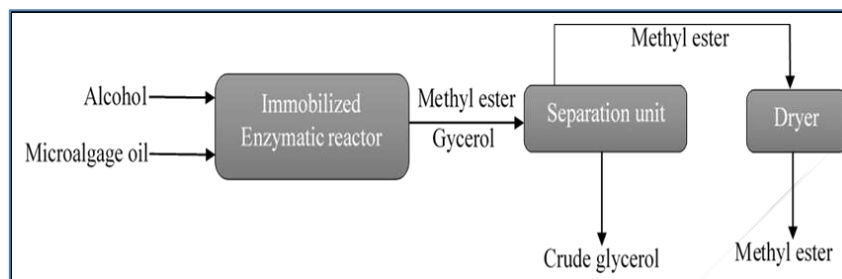 Methyl ester
Alcohol
Microalgage oil
Immobilized
Enzymatic reactor
Methyl ester
Gycerol
Separation unit
Dryer
Crude glycerol
Methyl ester